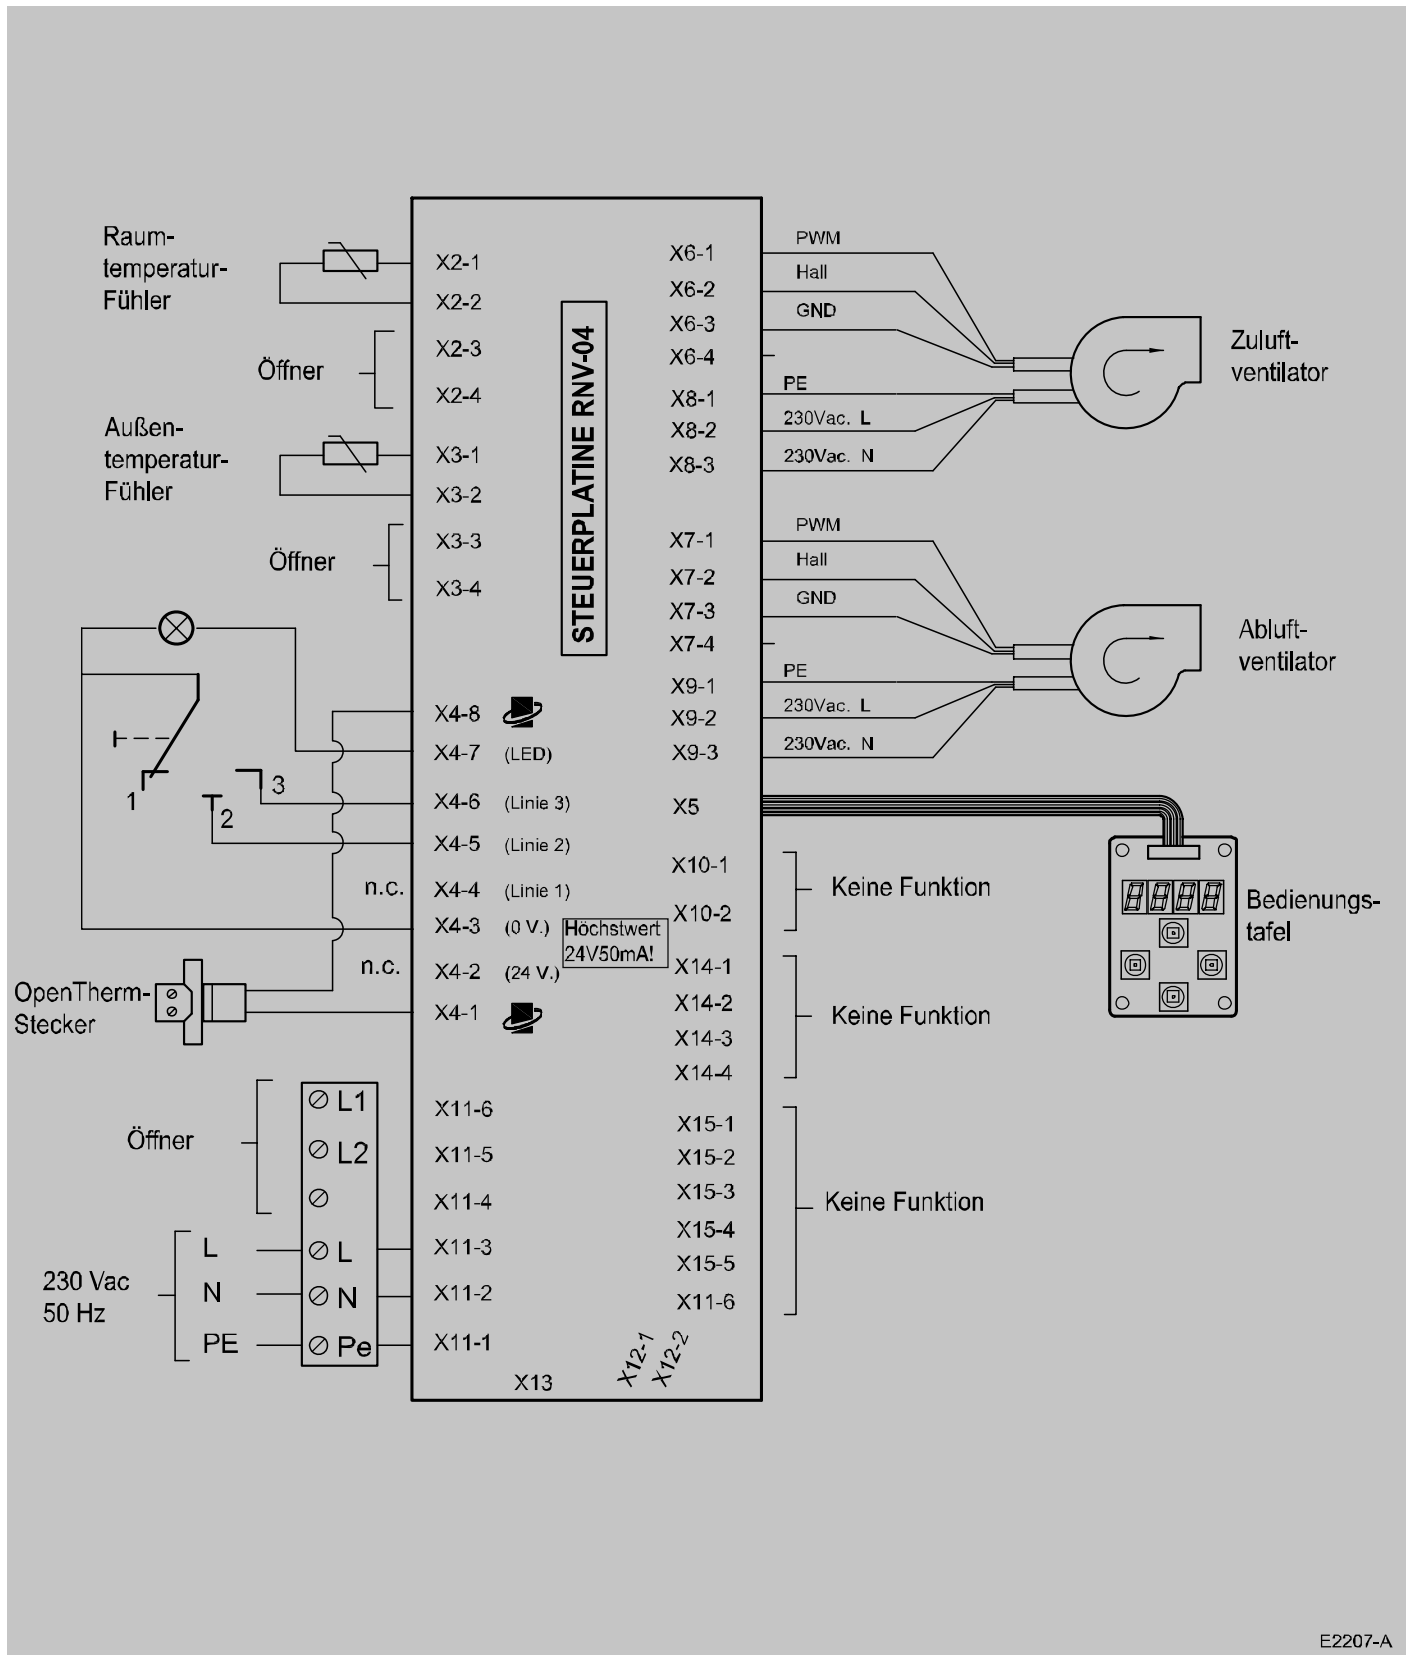 Raum-
temperatur-
Fühler
Öffner
Außen-
temperatur-
Fühler
Öffner
1
2
3
n.c.
n.c.
OpenTherm-
Stecker
Öffner
L1
L2
L
N
Pe
230 Vac
50 Hz
L
N
PE
X2-1
X2-2
X2-3
X2-4
X3-1
X3-2
X3-3
X3-4
X4-8
X4-7 (LED)
X4-6 (Linie 3)
X4-5 (Linie 2)
X4-4 (Linie 1)
X4-3 (0 V.)
X4-2 (24 V.)
X4-1
Höchstwert
24V50mA!
X11-6
X11-5
X11-4
X11-3
X11-2
X11-1
X13
X12-1
X12-2
STEUERPLATINE RNV-04
X6-1
X6-2
X6-3
X6-4
X8-1
X8-2
X8-3
X7-1
X7-2
X7-3
X7-4
X9-1
X9-2
X9-3
X5
X10-1
X10-2
X14-1
X14-2
X14-3
X14-4
X15-1
X15-2
X15-3
X15-4
X15-5
X11-6
PWM
Hall
GND
PE
230Vac. L
230Vac. N
Zuluft-
ventilator
PWM
Hall
GND
PE
230Vac. L
230Vac. N
Abluft-
ventilator
8888
Bedienungs-
tafel
Keine Funktion
Keine Funktion
Keine Funktion
E2207-A